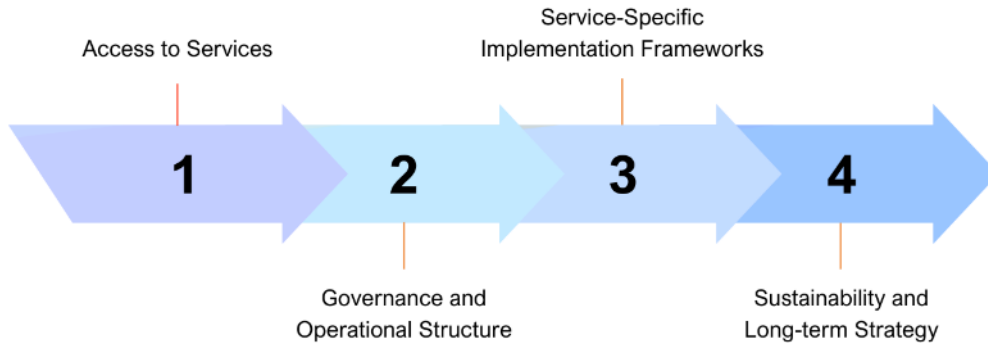 Access to Services
Service-Specific
Implementation Frameworks
1
2
3
4
Governance and
Operational Structure
Sustainability and
Long-term Strategy